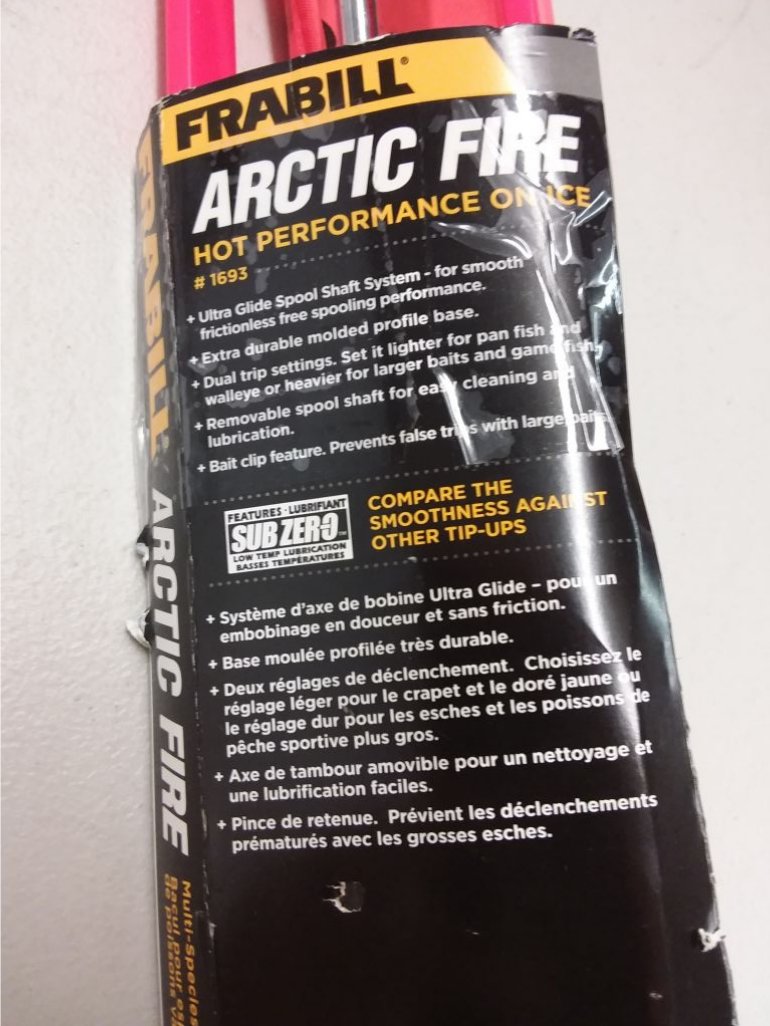 FRABILL®
ARCTIC FIRE
HOT PERFORMANCE ON ICE
# 1693
+ Ultra Glide Spool Shaft System - for smooth
frictionless free spooling performance.
+ Extra durable molded profile base.
+ Dual trip settings. Set it lighter for pan fish and
walleye or heavier for larger baits and game fish.
+ Removable spool shaft for easy cleaning and
lubrication.
+ Bait clip feature. Prevents false trips with large baits.
FEATURES · LUBRIFIANT
SUB ZERO™
LOW TEMP LUBRICATION
BASSES TEMPÉRATURES
COMPARE THE
SMOOTHNESS AGAINST
OTHER TIP-UPS
+ Système d'axe de bobine Ultra Glide – pour un
embobinage en douceur et sans friction.
+ Base moulée profilée très durable.
+ Deux réglages de déclenchement. Choisissez le
réglage léger pour le crapet et le doré jaune ou
le réglage dur pour les esches et les poissons de
pêche sportive plus gros.
+ Axe de tambour amovible pour un nettoyage et
une lubrification faciles.
+ Pince de retenue. Prévient les déclenchements
prématurés avec les grosses esches.
FRABILL ARCTIC FIRE
Multi-Species
pour
de poissons